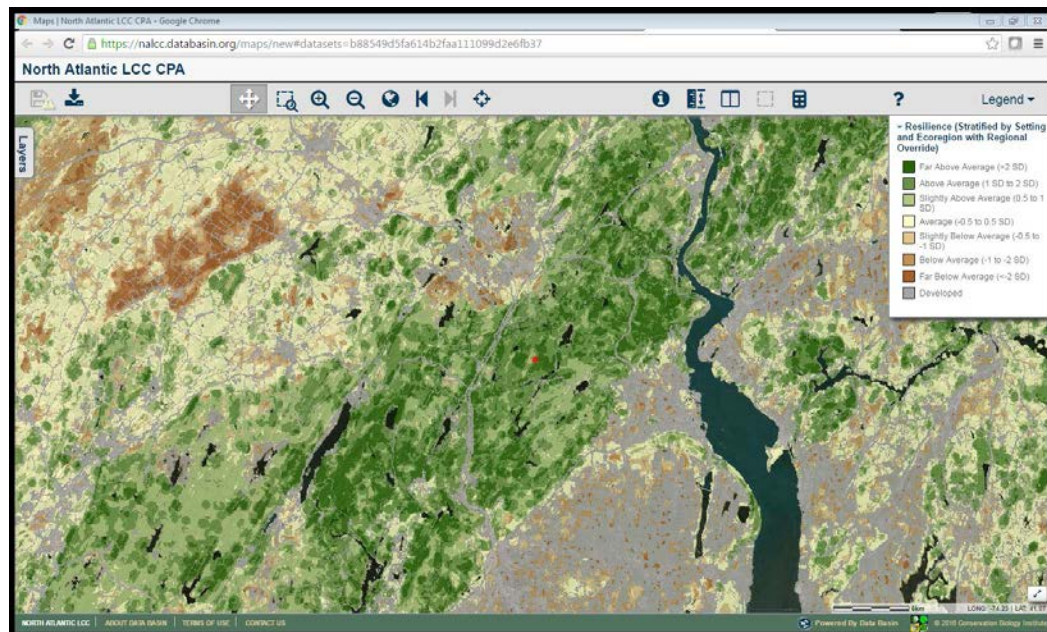 Maps | North Atlantic LCC CPA - Google Chrome
https://nalcc.databasin.org/maps/new#datasets=b88549d5fa614b2faa111099d2e6fb37
North Atlantic LCC CPA
?
Legend
Layers
Resilience (Stratified by Setting
and Ecoregion with Regional
Override)
Far Above Average (>2 SD)
Above Average (1 SD to 2 SD)
Slightly Above Average (0.5 to 1
SD)
Average (-0.5 to 0.5 SD)
Slightly Below Average (-0.5 to
-1 SD)
Below Average (-1 to -2 SD)
Far Below Average (<-2 SD)
Developed
NORTH ATLANTIC LCC | ABOUT DATA BASIN | TERMS OF USE | CONTACT US
Powered By Data Basin
Conservation Biology Institute